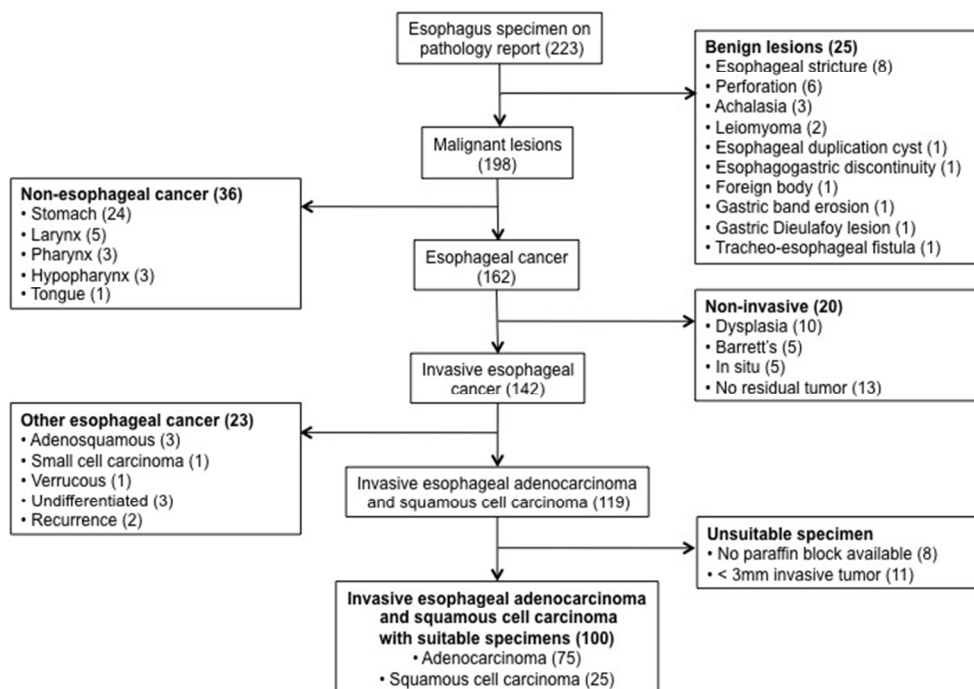 Esophagus specimen on
pathology report (223)
Benign lesions (25)
• Esophageal stricture (8)
• Perforation (6)
• Achalasia (3)
• Leiomyoma (2)
• Esophageal duplication cyst (1)
• Esophagogastric discontinuity (1)
• Foreign body (1)
• Gastric band erosion (1)
• Gastric Dieulafoy lesion (1)
• Tracheo-esophageal fistula (1)
Malignant lesions
(198)
Non-esophageal cancer (36)
• Stomach (24)
• Larynx (5)
• Pharynx (3)
• Hypopharynx (3)
• Tongue (1)
Esophageal cancer
(162)
Non-invasive (20)
• Dysplasia (10)
• Barrett's (5)
• In situ (5)
• No residual tumor (13)
Invasive esophageal
cancer (142)
Other esophageal cancer (23)
• Adenosquamous (3)
• Small cell carcinoma (1)
• Verrucous (1)
• Undifferentiated (3)
• Recurrence (2)
Invasive esophageal adenocarcinoma
and squamous cell carcinoma (119)
Unsuitable specimen
• No paraffin block available (8)
• < 3mm invasive tumor (11)
Invasive esophageal adenocarcinoma
and squamous cell carcinoma
with suitable specimens (100)
• Adenocarcinoma (75)
• Squamous cell carcinoma (25)